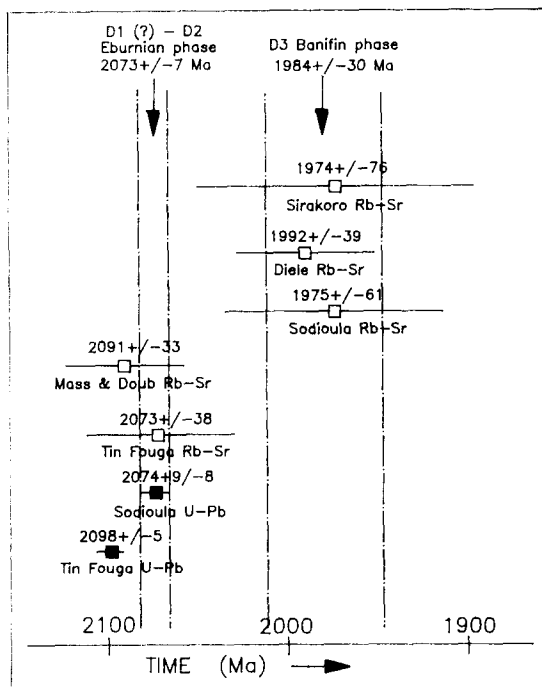 D1 (?) – D2
Eburnian phase
2073+/–7 Ma
D3 Banifin phase
1984+/–30 Ma
1974+/–76
Sirakoro Rb–Sr
1992+/–39
Diele Rb–Sr
1975+/–61
Sodioula Rb–Sr
2091+/–33
Mass & Doub Rb–Sr
2073+/–38
Tin Fouga Rb–Sr
2074+9/–8
Sodioula U–Pb
2098+/–5
Tin Fouga U–Pb
2100 2000 1900
TIME (Ma)